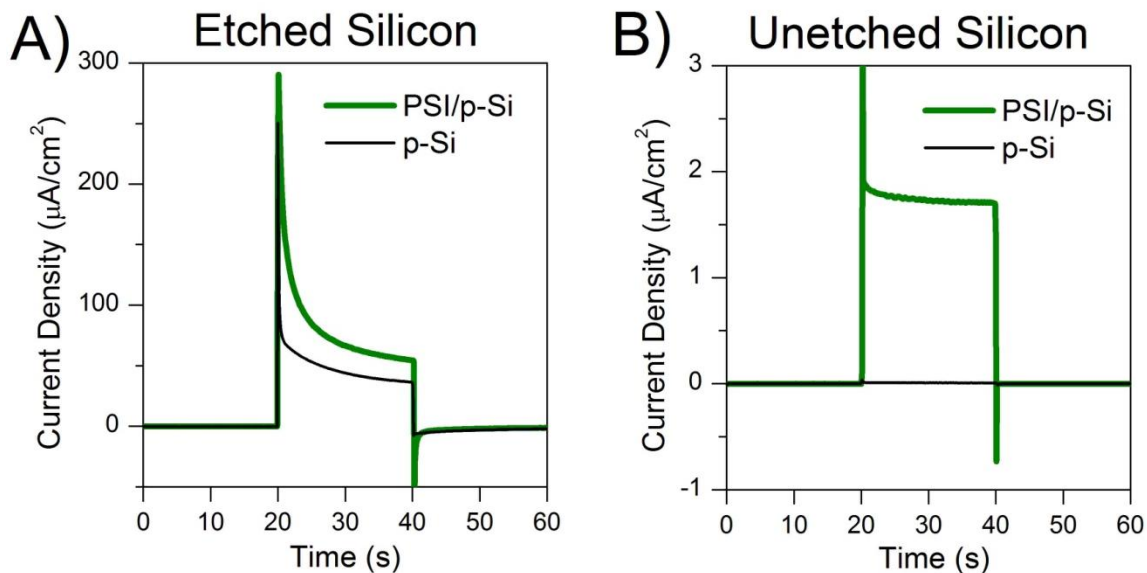 A) Etched Silicon
300
200
100
0
Current Density (μA/cm²)
PSI/p-Si
p-Si
0 10 20 30 40 50 60
Time (s)
B) Unetched Silicon
3
2
1
0
-1
Current Density (μA/cm²)
PSI/p-Si
p-Si
0 10 20 30 40 50 60
Time (s)